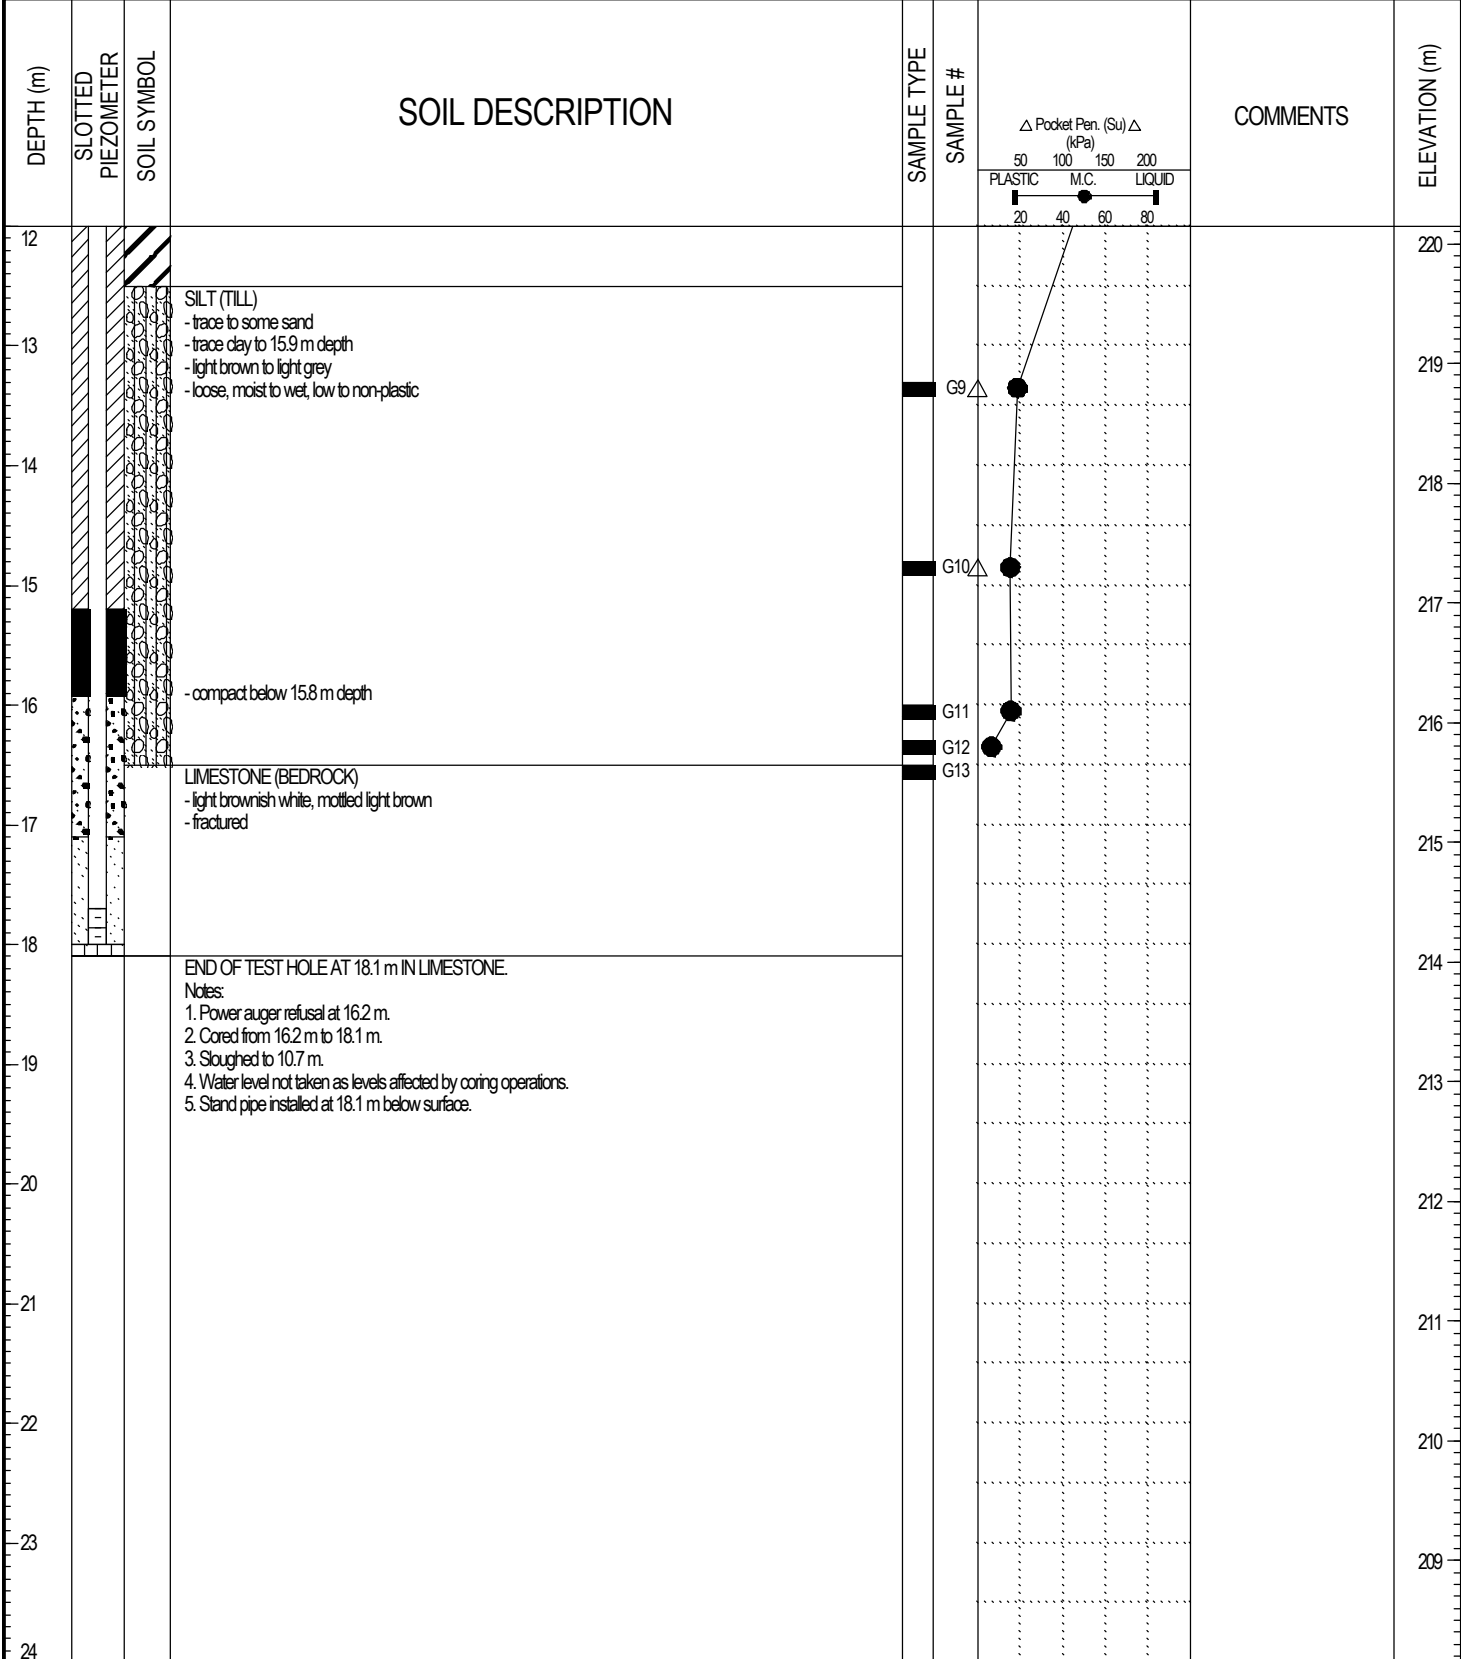 DEPTH (m)
SLOTTED
PIEZOMETER
SOIL SYMBOL
SOIL DESCRIPTION
SAMPLE TYPE
SAMPLE #
△ Pocket Pen. (Su) △
(kPa)
50 100 150 200
PLASTIC M.C. LIQUID
20 40 60 80
COMMENTS
ELEVATION (m)
12
220
SILT (TILL)
- trace to some sand
- trace clay to 15.9 m depth
13
219
- light brown to light grey
- loose, moist to wet, low to non-plastic
G9
14
218
G10
15
217
- compact below 15.8 m depth
16
G11
216
G12
G13
LIMESTONE (BEDROCK)
- light brownish white, mottled light brown
- fractured
17
215
18
214
END OF TEST HOLE AT 18.1 m IN LIMESTONE.
Notes:
1. Power auger refusal at 16.2 m.
2. Cored from 16.2 m to 18.1 m.
3. Sloughed to 10.7 m.
19
4. Water level not taken as levels affected by coring operations.
213
5. Stand pipe installed at 18.1 m below surface.
20
212
21
211
22
210
23
209
24